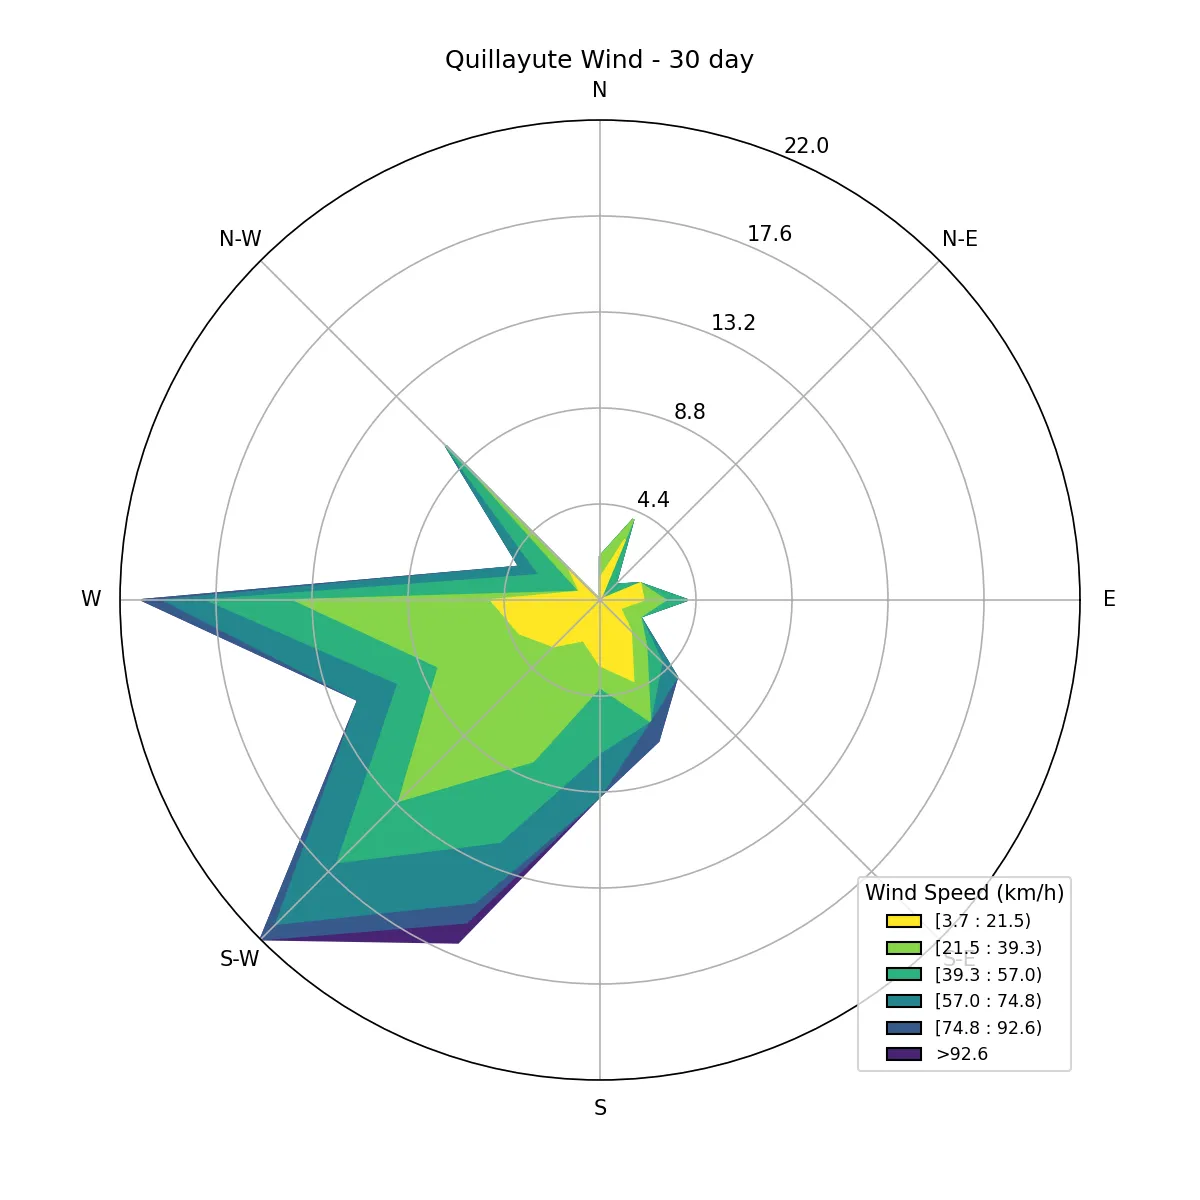 Quillayute Wind - 30 day
N
22.0
N-W
17.6
N-E
13.2
8.8
4.4
W
E
Wind Speed (km/h)
[3.7 : 21.5)
[21.5 : 39.3)
S-W
S-E
[39.3 : 57.0)
[57.0 : 74.8)
[74.8 : 92.6)
>92.6
S